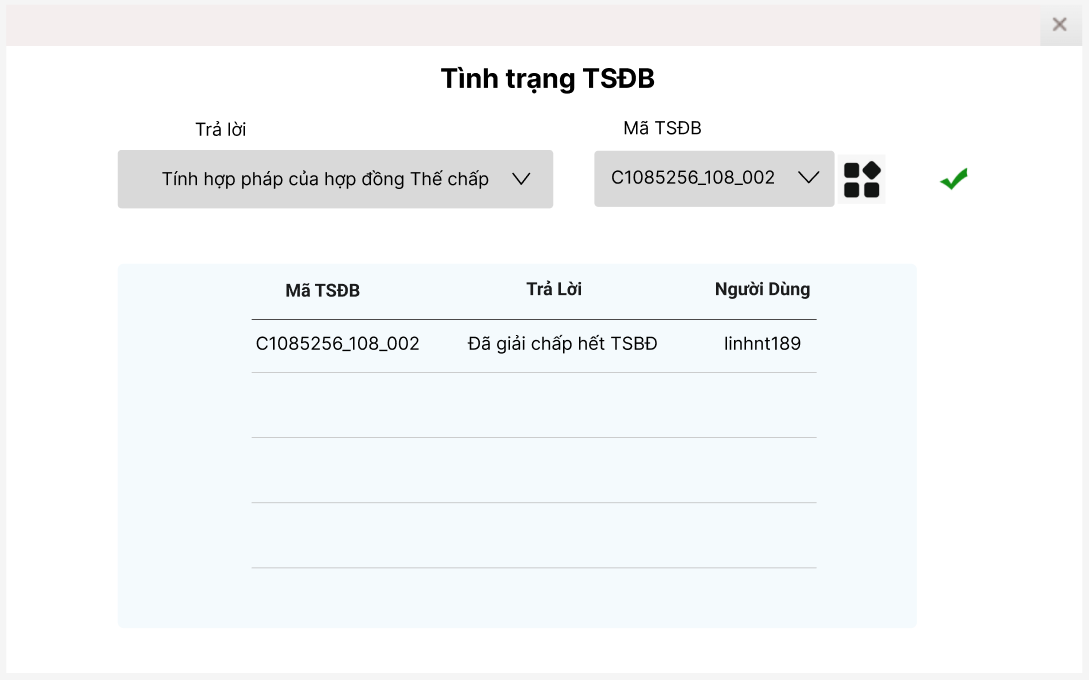 Tình trạng TSĐB
Trả lời
Mã TSĐB
Tính hợp pháp của hợp đồng Thế chấp
C1085256_108_002
Mã TSĐB Trả Lời Người Dùng
C1085256_108_002 Đã giải chấp hết TSBĐ linhnt189